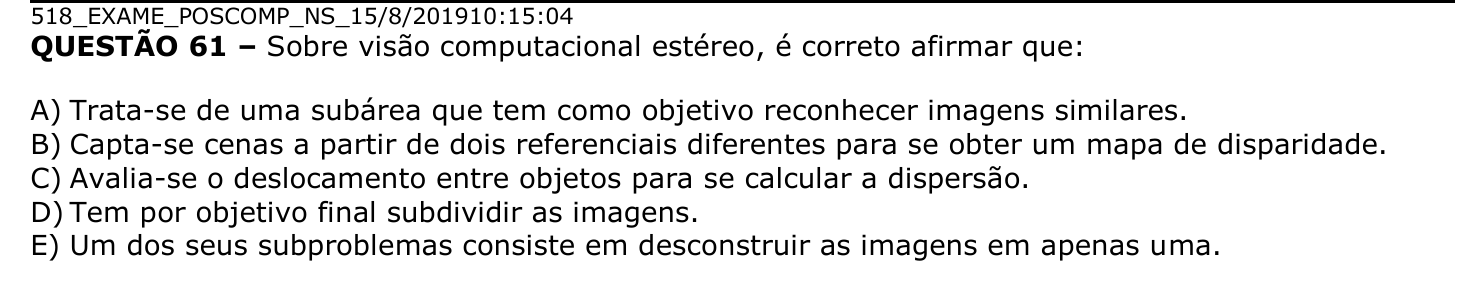 518_EXAME_POSCOMP_NS_15/8/201910:15:04
QUESTÃO 61 – Sobre visão computacional estéreo, é correto afirmar que:
A) Trata-se de uma subárea que tem como objetivo reconhecer imagens similares.
B) Capta-se cenas a partir de dois referenciais diferentes para se obter um mapa de disparidade.
C) Avalia-se o deslocamento entre objetos para se calcular a dispersão.
D) Tem por objetivo final subdividir as imagens.
E) Um dos seus subproblemas consiste em desconstruir as imagens em apenas uma.